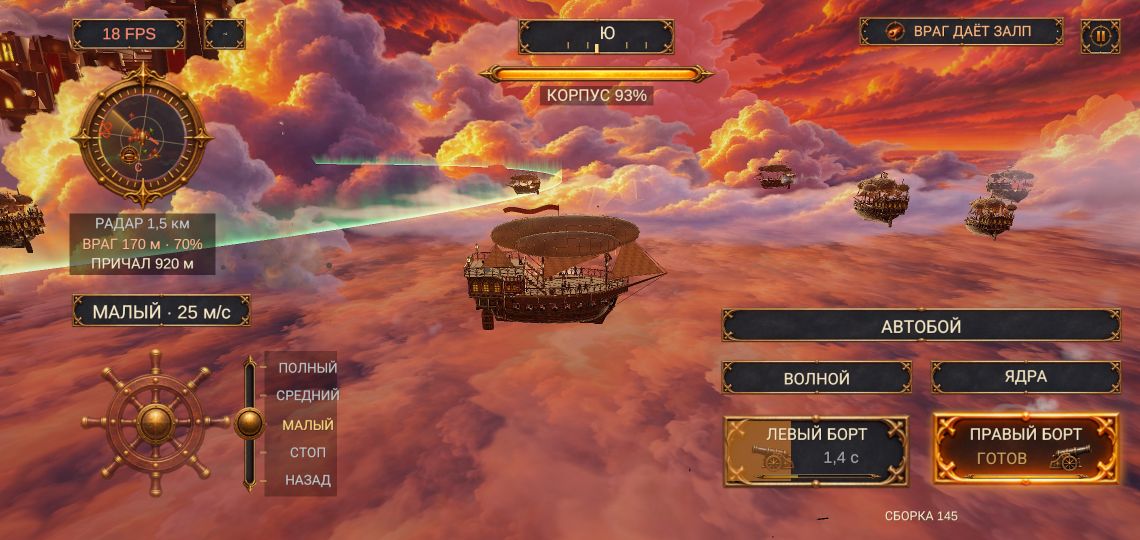 18 FPS
Ю
КОРПУС 93%
ВРАГ ДАЁТ ЗАЛП
С
РАДАР 1,5 км
ВРАГ 170 м · 70%
ПРИЧАЛ 920 м
МАЛЫЙ · 25 м/с
ПОЛНЫЙ
СРЕДНИЙ
МАЛЫЙ
СТОП
НАЗАД
АВТОБОЙ
ВОЛНОЙ
ЯДРА
ЛЕВЫЙ БОРТ
1,4 с
ПРАВЫЙ БОРТ
ГОТОВ
СБОРКА 145